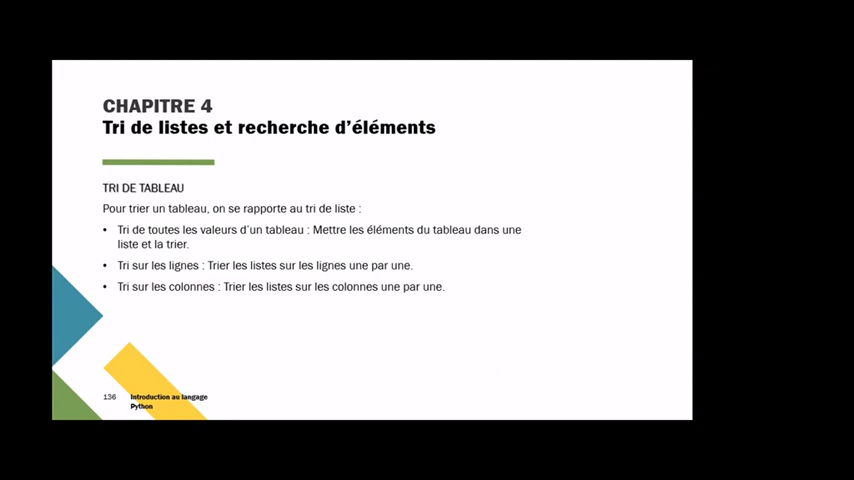 CHAPITRE 4
Tri de listes et recherche d’éléments
TRI DE TABLEAU
Pour trier un tableau, on se rapporte au tri de liste :
• Tri de toutes les valeurs d’un tableau : Mettre les éléments du tableau dans une
liste et la trier.
• Tri sur les lignes : Trier les listes sur les lignes une par une.
• Tri sur les colonnes : Trier les listes sur les colonnes une par une.
136 Introduction au langage
Python